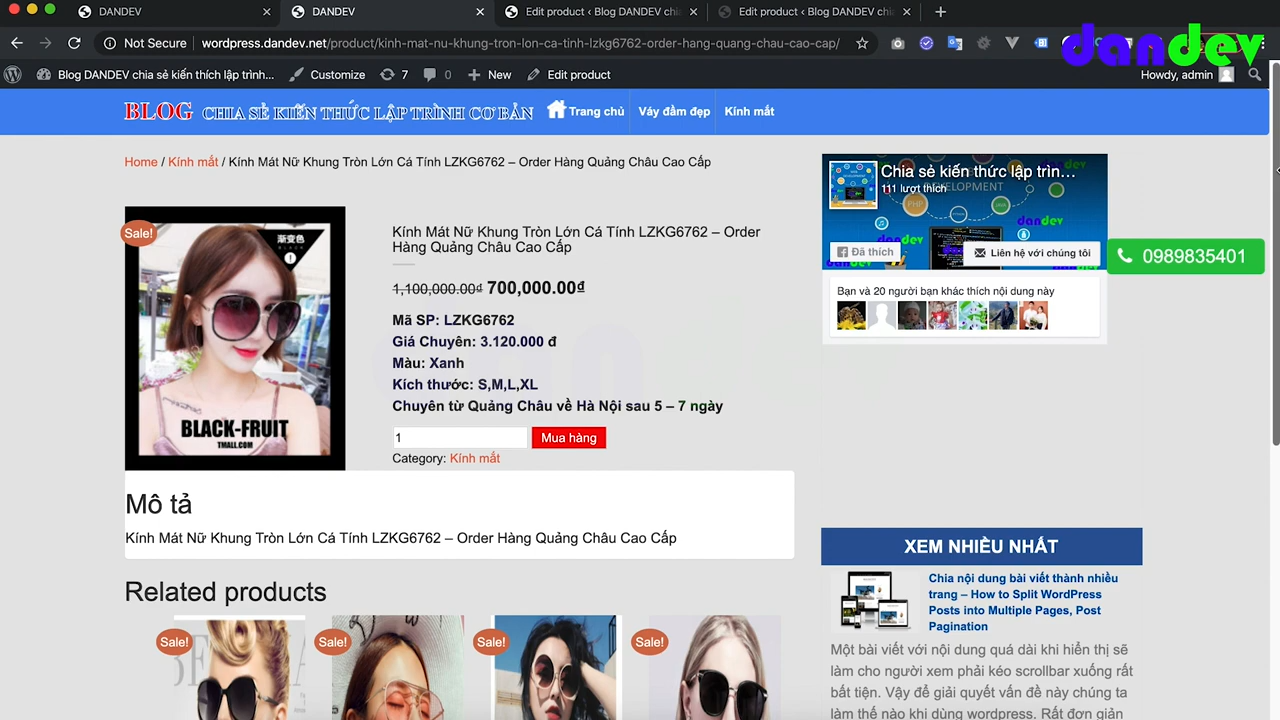 DANDEV
DANDEV
Edit product ‹ Blog DANDEV chi
Edit product ‹ Blog DANDEV chi
Not Secure
wordpress.dandev.net/product/kinh-mat-nu-khung-tron-lon-ca-tinh-lzkg6762-order-hang-quang-chau-cao-cap/
dandev
Blog DANDEV chia sẻ kiến thức lập trình...
Customize
7
0
New
Edit product
Howdy, admin
BLOG CHIA SẺ KIẾN THỨC LẬP TRÌNH CƠ BẢN
Trang chủ
Váy đầm đẹp
Kính mắt
Home / Kính mắt / Kính Mát Nữ Khung Tròn Lớn Cá Tính LZKG6762 – Order Hàng Quảng Châu Cao Cấp
Sale!
渐变色
BLACK
BLACK-FRUIT
TMALL.COM
Kính Mát Nữ Khung Tròn Lớn Cá Tính LZKG6762 – Order
Hàng Quảng Châu Cao Cấp
1,100,000.00₫ 700,000.00₫
Mã SP: LZKG6762
Giá Chuyên: 3.120.000 đ
Màu: Xanh
Kích thước: S,M,L,XL
Chuyên từ Quảng Châu về Hà Nội sau 5 – 7 ngày
1
Mua hàng
Category: Kính mắt
Mô tả
Kính Mát Nữ Khung Tròn Lớn Cá Tính LZKG6762 – Order Hàng Quảng Châu Cao Cấp
Related products
Sale!
Sale!
Sale!
Sale!
Chia sẻ kiến thức lập trìn...
111 lượt thích
DEVELOPMENT
PHP
JAVA
dandev
Đã thích
Liên hệ với chúng tôi
Bạn và 20 người bạn khác thích nội dung này
0989835401
XEM NHIỀU NHẤT
Chia nội dung bài viết thành nhiều
trang – How to Split WordPress
Posts into Multiple Pages, Post
Pagination
Một bài viết với nội dung quá dài khi hiển thị sẽ
làm cho người xem phải kéo scrollbar xuống rất
bất tiện. Vậy để giải quyết vấn đề này chúng ta
làm thế nào khi dùng wordpress. Rất đơn giản